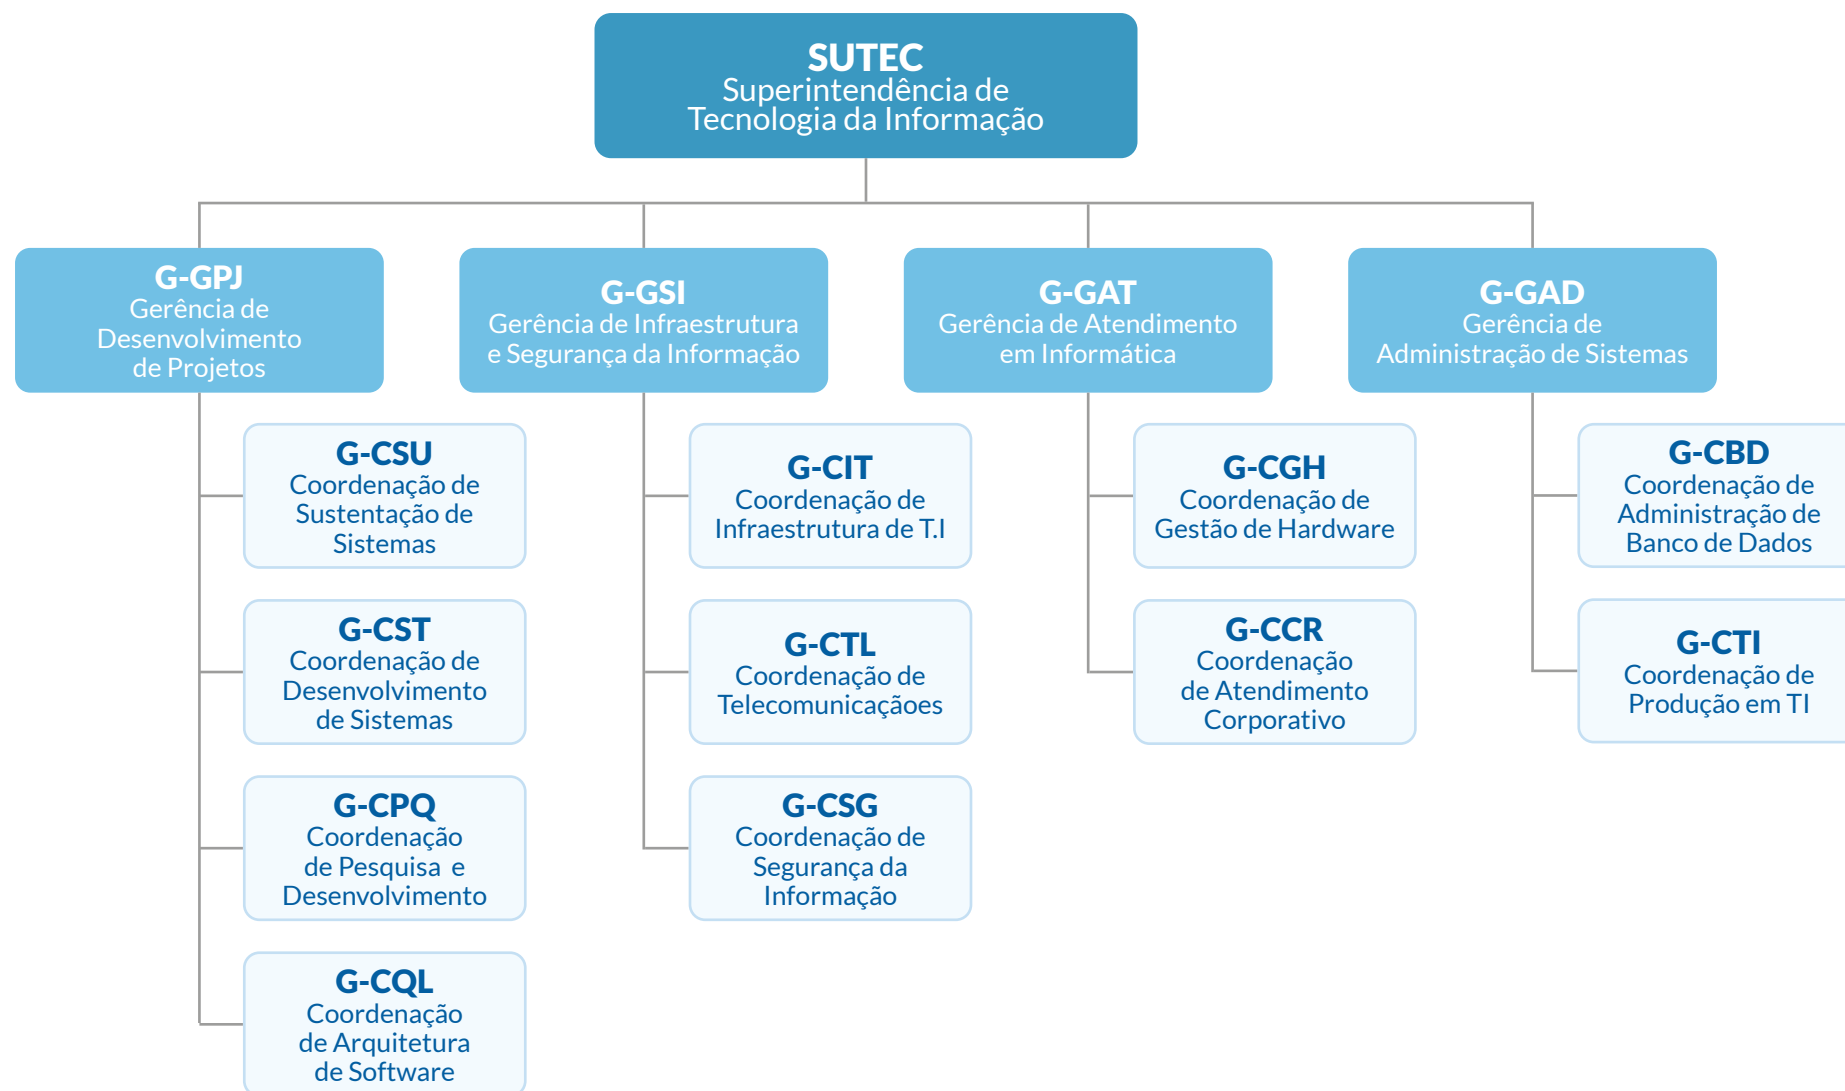 SUTEC
Superintendência de
Tecnologia da Informação
G-GPJ
Gerência de
Desenvolvimento
de Projetos
G-GSI
Gerência de Infraestrutura
e Segurança da Informação
G-GAT
Gerência de Atendimento
em Informática
G-GAD
Gerência de
Administração de Sistemas
G-CSU
Coordenação de
Sustentação de
Sistemas
G-CST
Coordenação de
Desenvolvimento
de Sistemas
G-CPQ
Coordenação
de Pesquisa e
Desenvolvimento
G-CQL
Coordenação
de Arquitetura
de Software
G-CIT
Coordenação de
Infraestrutura de T.I
G-CTL
Coordenação de
Telecomunicaçãoes
G-CSG
Coordenação de
Segurança da
Informação
G-CGH
Coordenação de
Gestão de Hardware
G-CCR
Coordenação
de Atendimento
Corporativo
G-CBD
Coordenação de
Administração de
Banco de Dados
G-CTI
Coordenação de
Produção em TI